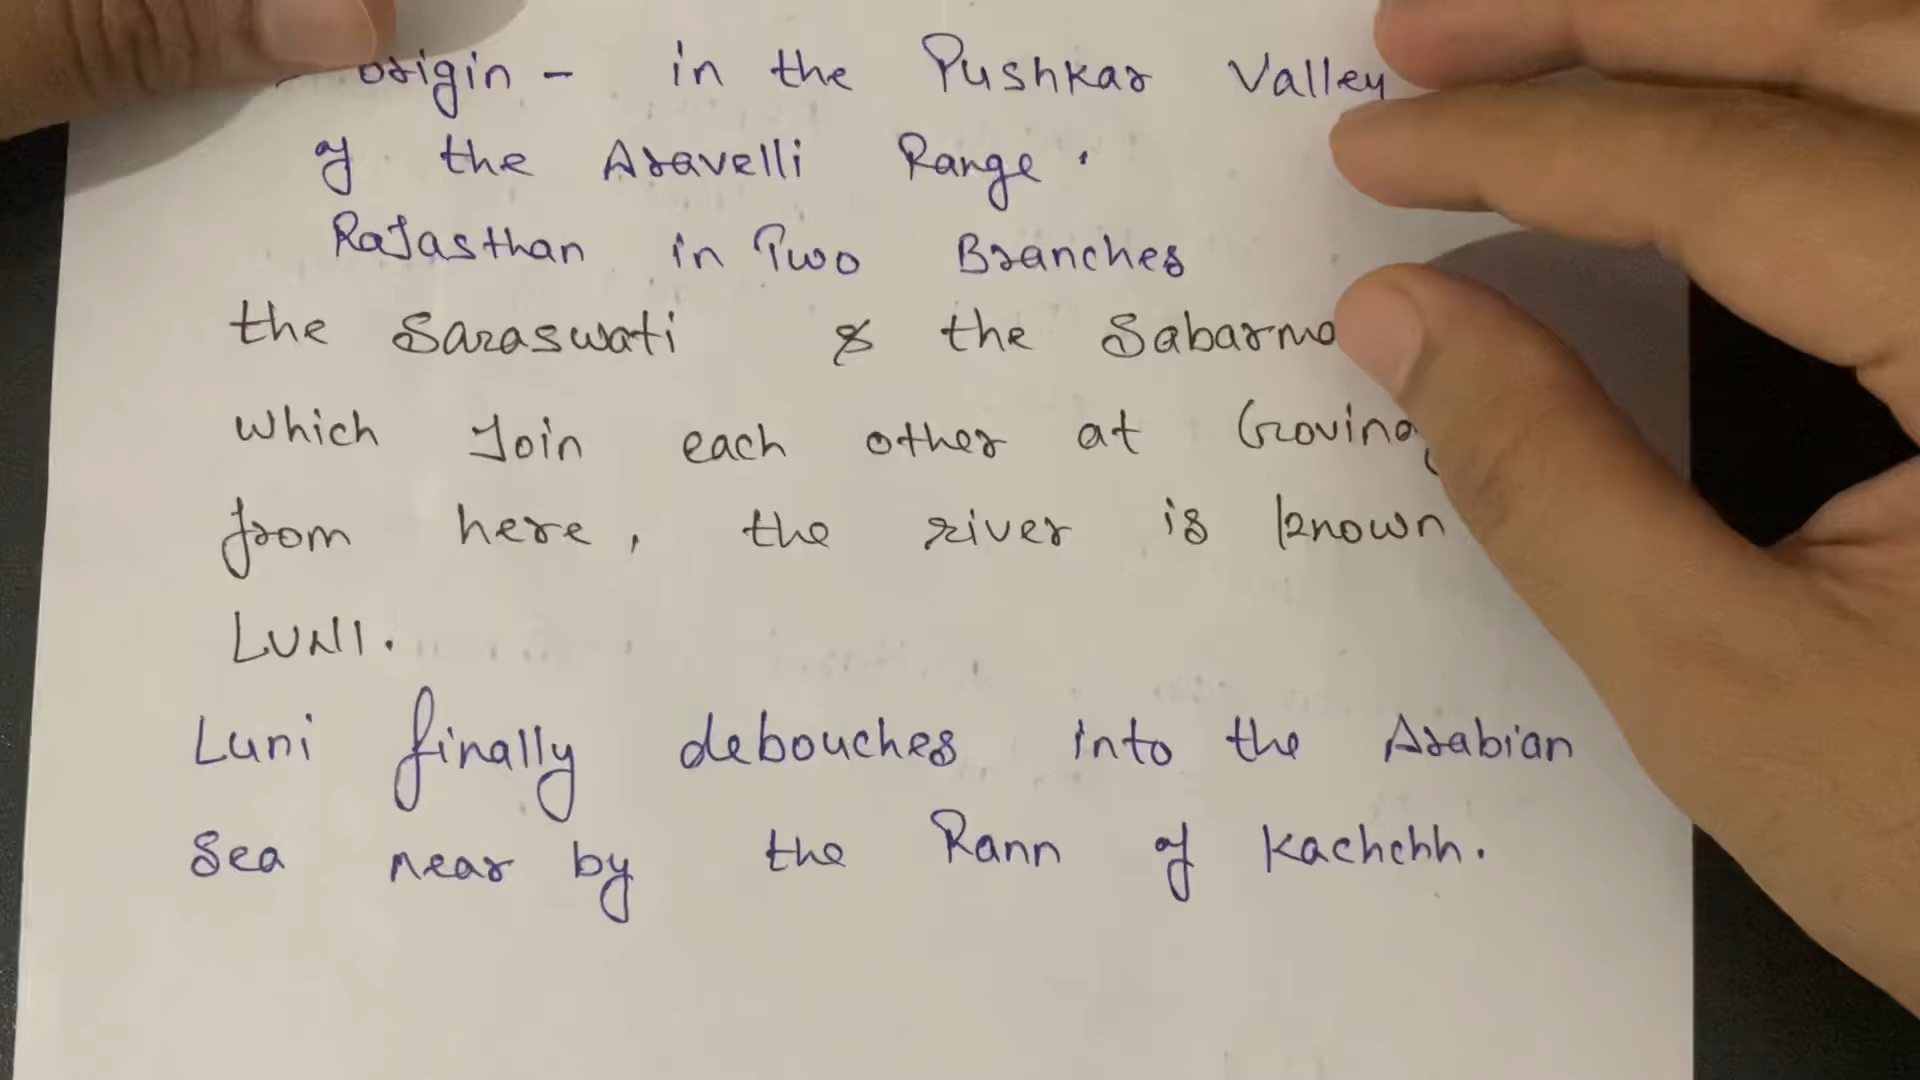 origin - in the Pushkar Valley
of the Aravelli Range.
Rajasthan in Two Branches
the Saraswati & the
which Join each other at
from here, the river is known
LUNI.
Luni finally debouches into the Arabian
Sea near by the Rann of Kachchh.